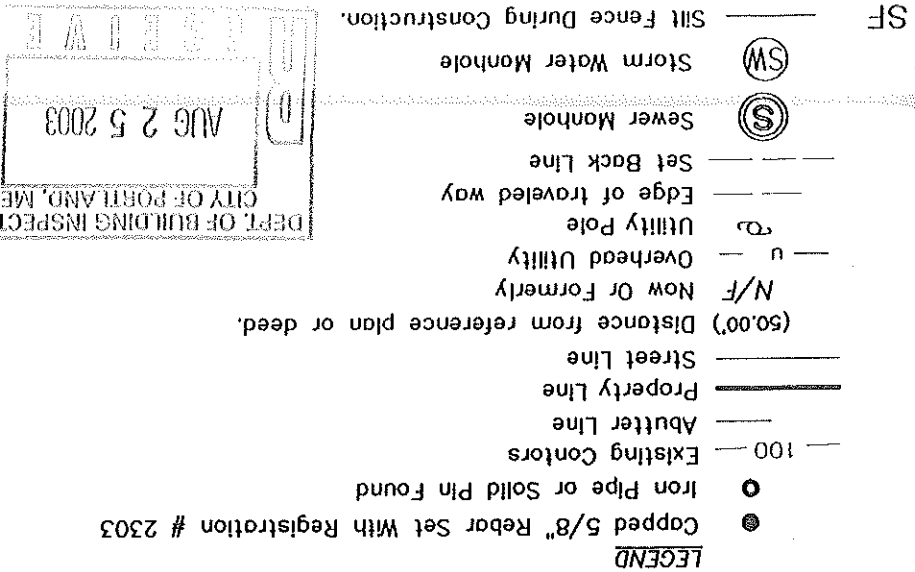 LEGEND
Capped 5/8" Rebar Set With Registration # 2303
Iron Pipe or Solid Pin Found
100 Existing Contors
Abutter Line
Property Line
Street Line
(50.00') Distance from reference plan or deed.
N/F Now Or Formerly
u Overhead Utility
Utility Pole
Edge of traveled way
Set Back Line
S Sewer Manhole
SW Storm Water Manhole
SF Silt Fence During Construction.
DEPT. OF BUILDING INSPECT
CITY OF PORTLAND, ME
AUG 2 5 2003